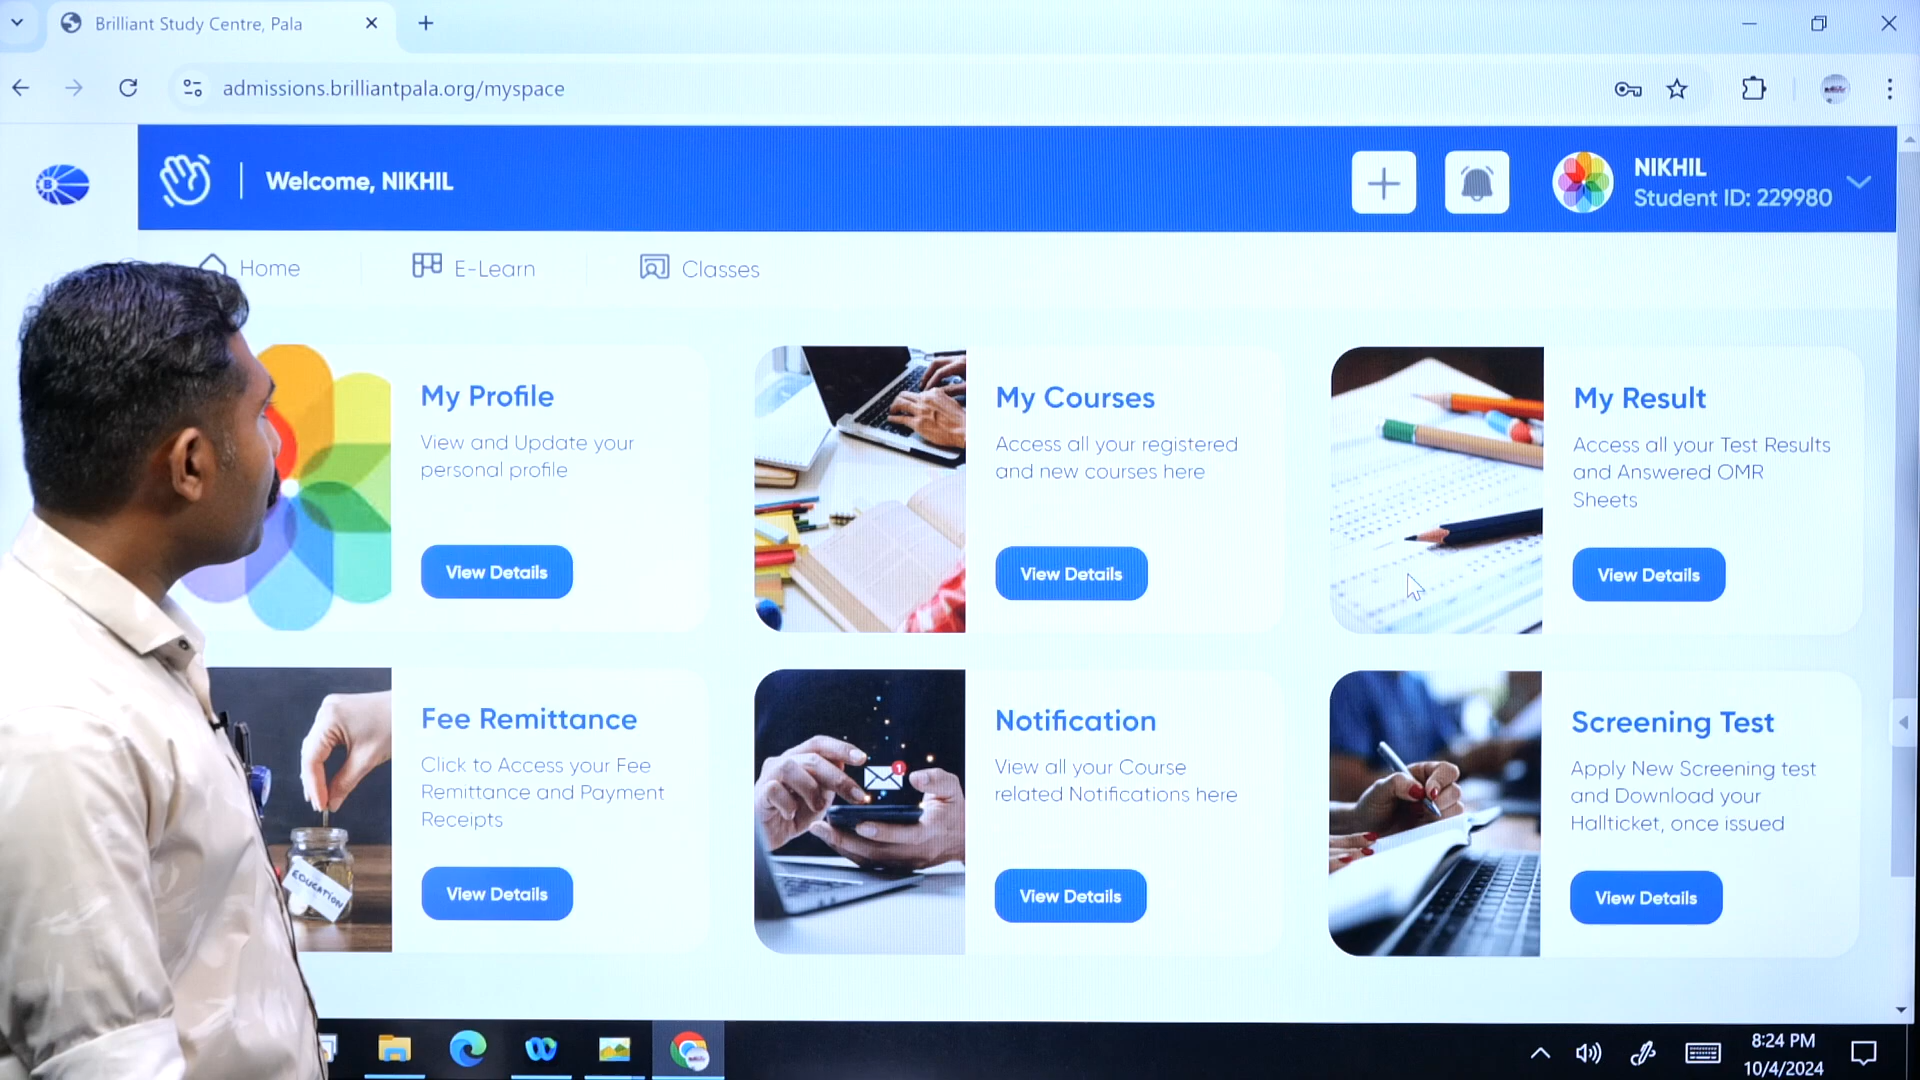 Brilliant Study Centre, Pala
admissions.brilliantpala.org/myspace
B
Welcome, NIKHIL
NIKHIL
Student ID: 229980
Home
E-Learn
Classes
My Profile
View and Update your
personal profile
View Details
My Courses
Access all your registered
and new courses here
View Details
My Result
Access all your Test Results
and Answered OMR
Sheets
View Details
Fee Remittance
Click to Access your Fee
Remittance and Payment
Receipts
View Details
EDUCATION
Notification
View all your Course
related Notifications here
View Details
1
Screening Test
Apply New Screening test
and Download your
Hallticket, once issued
View Details
8:24 PM
10/4/2024